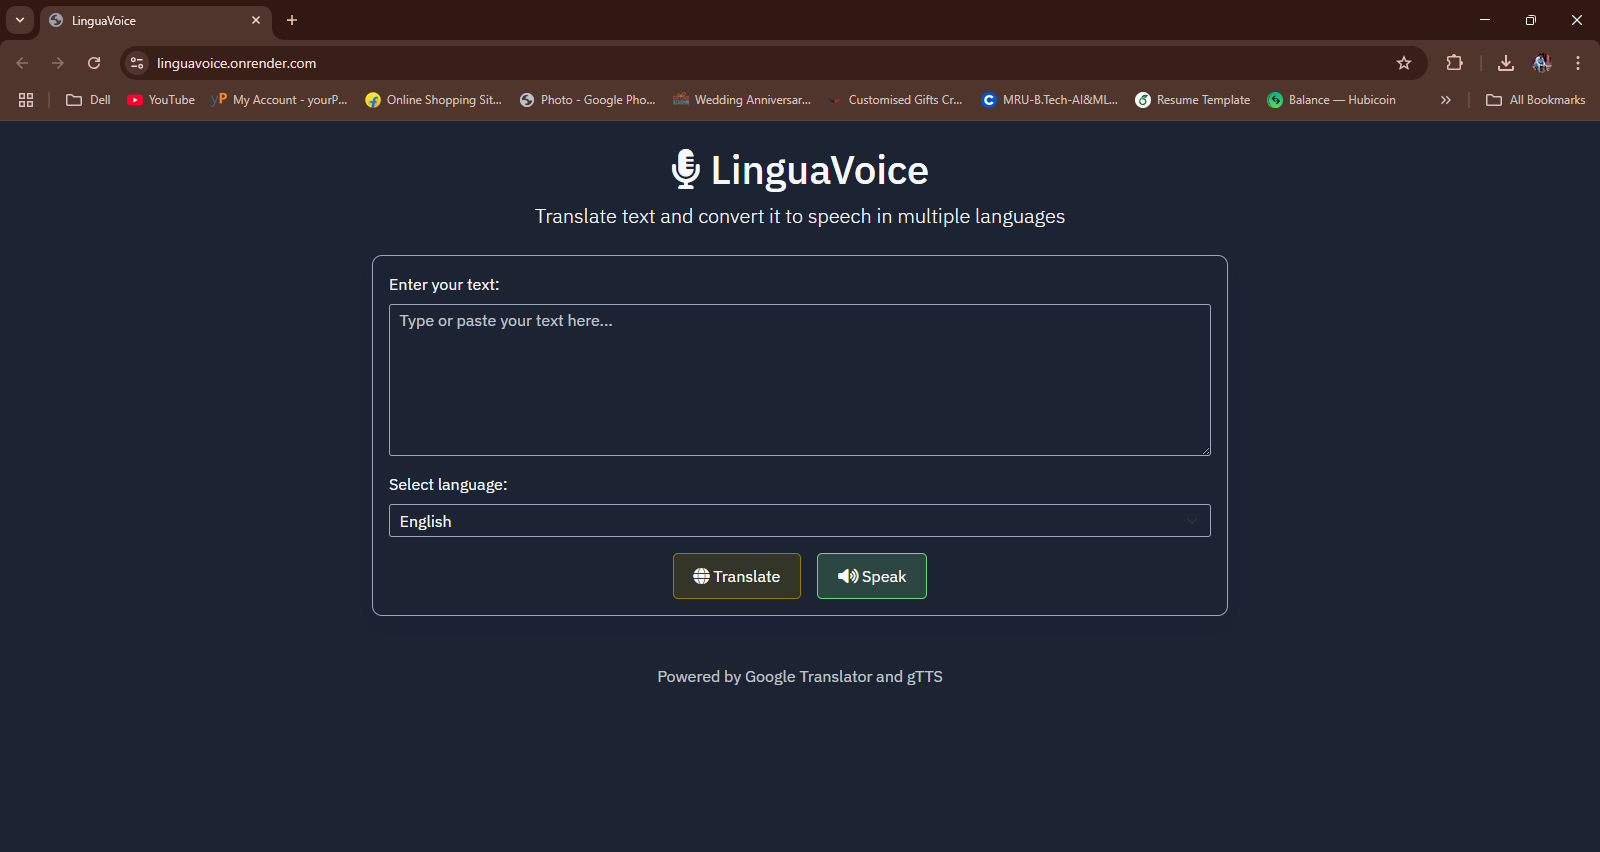 LinguaVoice
linguavoice.onrender.com
Dell
YouTube
My Account - yourP...
Online Shopping Sit...
Photo - Google Pho...
Wedding Anniversar...
Customised Gifts Cr...
MRU-B.Tech-AI&ML...
Resume Template
Balance — Hubicoin
All Bookmarks
LinguaVoice
Translate text and convert it to speech in multiple languages
Enter your text:
Type or paste your text here...
Select language:
English
Translate
Speak
Powered by Google Translator and gTTS